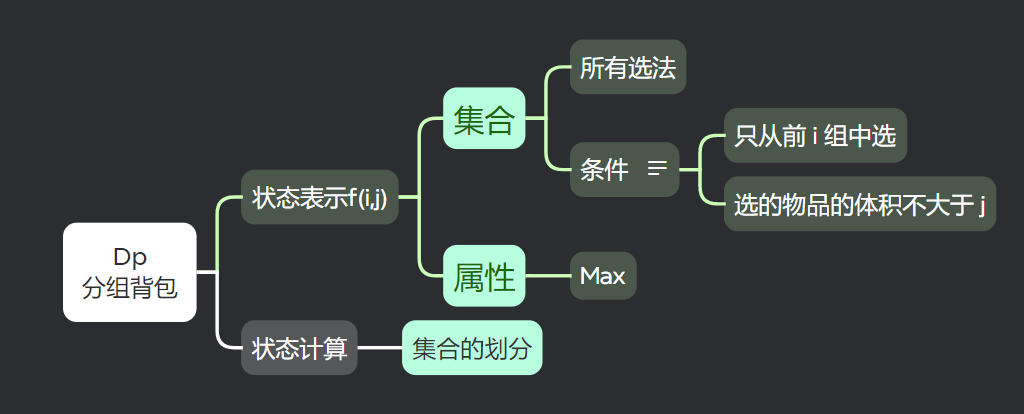 Dp
分组背包
状态表示f(i,j)
集合
所有选法
条件
只从前 i 组中选
选的物品的体积不大于 j
属性
Max
状态计算
集合的划分